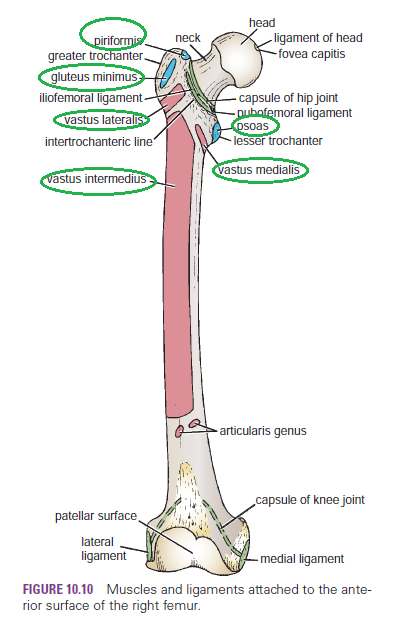 head
neck
ligament of head
fovea capitis
piriformis
greater trochanter
gluteus minimus
iliofemoral ligament
vastus lateralis
intertrochanteric line
capsule of hip joint
pubofemoral ligament
psoas
lesser trochanter
vastus medialis
vastus intermedius
articularis genus
capsule of knee joint
patellar surface
lateral
ligament
medial ligament
FIGURE 10.10 Muscles and ligaments attached to the ante-
rior surface of the right femur.